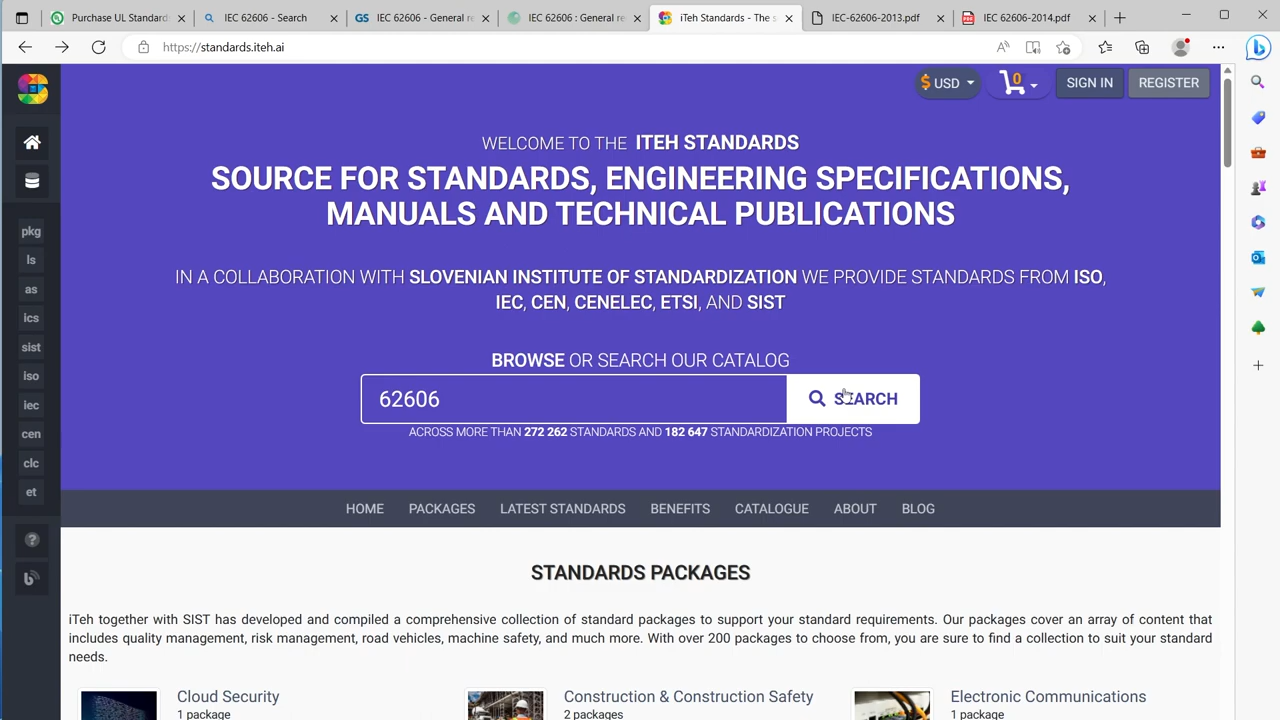 Purchase UL Standard
IEC 62606 - Search
IEC 62606 - General re
IEC 62606 : General re
iTeh Standards - The s
IEC-62606-2013.pdf
IEC 62606-2014.pdf
https://standards.iteh.ai
$ USD
0
SIGN IN
REGISTER
WELCOME TO THE ITEH STANDARDS
SOURCE FOR STANDARDS, ENGINEERING SPECIFICATIONS,
MANUALS AND TECHNICAL PUBLICATIONS
IN A COLLABORATION WITH SLOVENIAN INSTITUTE OF STANDARDIZATION WE PROVIDE STANDARDS FROM ISO,
IEC, CEN, CENELEC, ETSI, AND SIST
BROWSE OR SEARCH OUR CATALOG
62606
SEARCH
ACROSS MORE THAN 272 262 STANDARDS AND 182 647 STANDARDIZATION PROJECTS
pkg
ls
as
ics
sist
iso
iec
cen
clc
et
HOME
PACKAGES
LATEST STANDARDS
BENEFITS
CATALOGUE
ABOUT
BLOG
STANDARDS PACKAGES
iTeh together with SIST has developed and compiled a comprehensive collection of standard packages to support your standard requirements. Our packages cover an array of content that
includes quality management, risk management, road vehicles, machine safety, and much more. With over 200 packages to choose from, you are sure to find a collection to suit your standard
needs.
Cloud Security
1 package
Construction & Construction Safety
2 packages
Electronic Communications
1 package